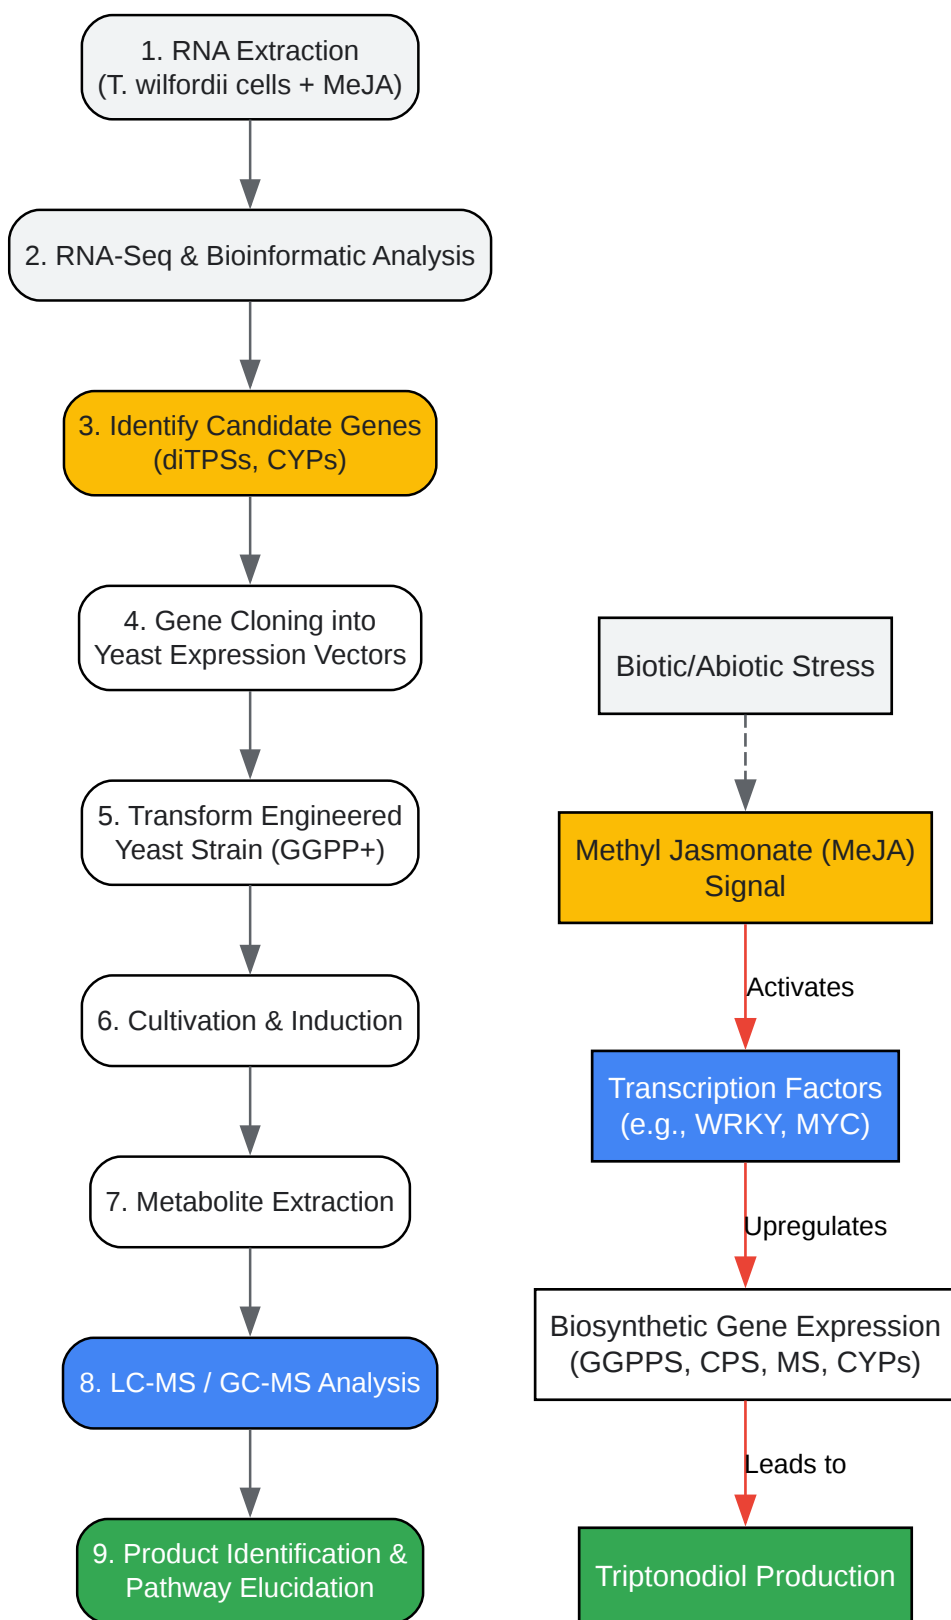 1. RNA Extraction
(T. wilfordii cells + MeJA)
2. RNA-Seq & Bioinformatic Analysis
3. Identify Candidate Genes
(diTPSs, CYPs)
4. Gene Cloning into
Yeast Expression Vectors
5. Transform Engineered
Yeast Strain (GGPP+)
6. Cultivation & Induction
7. Metabolite Extraction
8. LC-MS / GC-MS Analysis
9. Product Identification &
Pathway Elucidation
Biotic/Abiotic Stress
Methyl Jasmonate (MeJA)
Signal
Activates
Transcription Factors
(e.g., WRKY, MYC)
Upregulates
Biosynthetic Gene Expression
(GGPPS, CPS, MS, CYPs)
Leads to
Triptonodiol Production